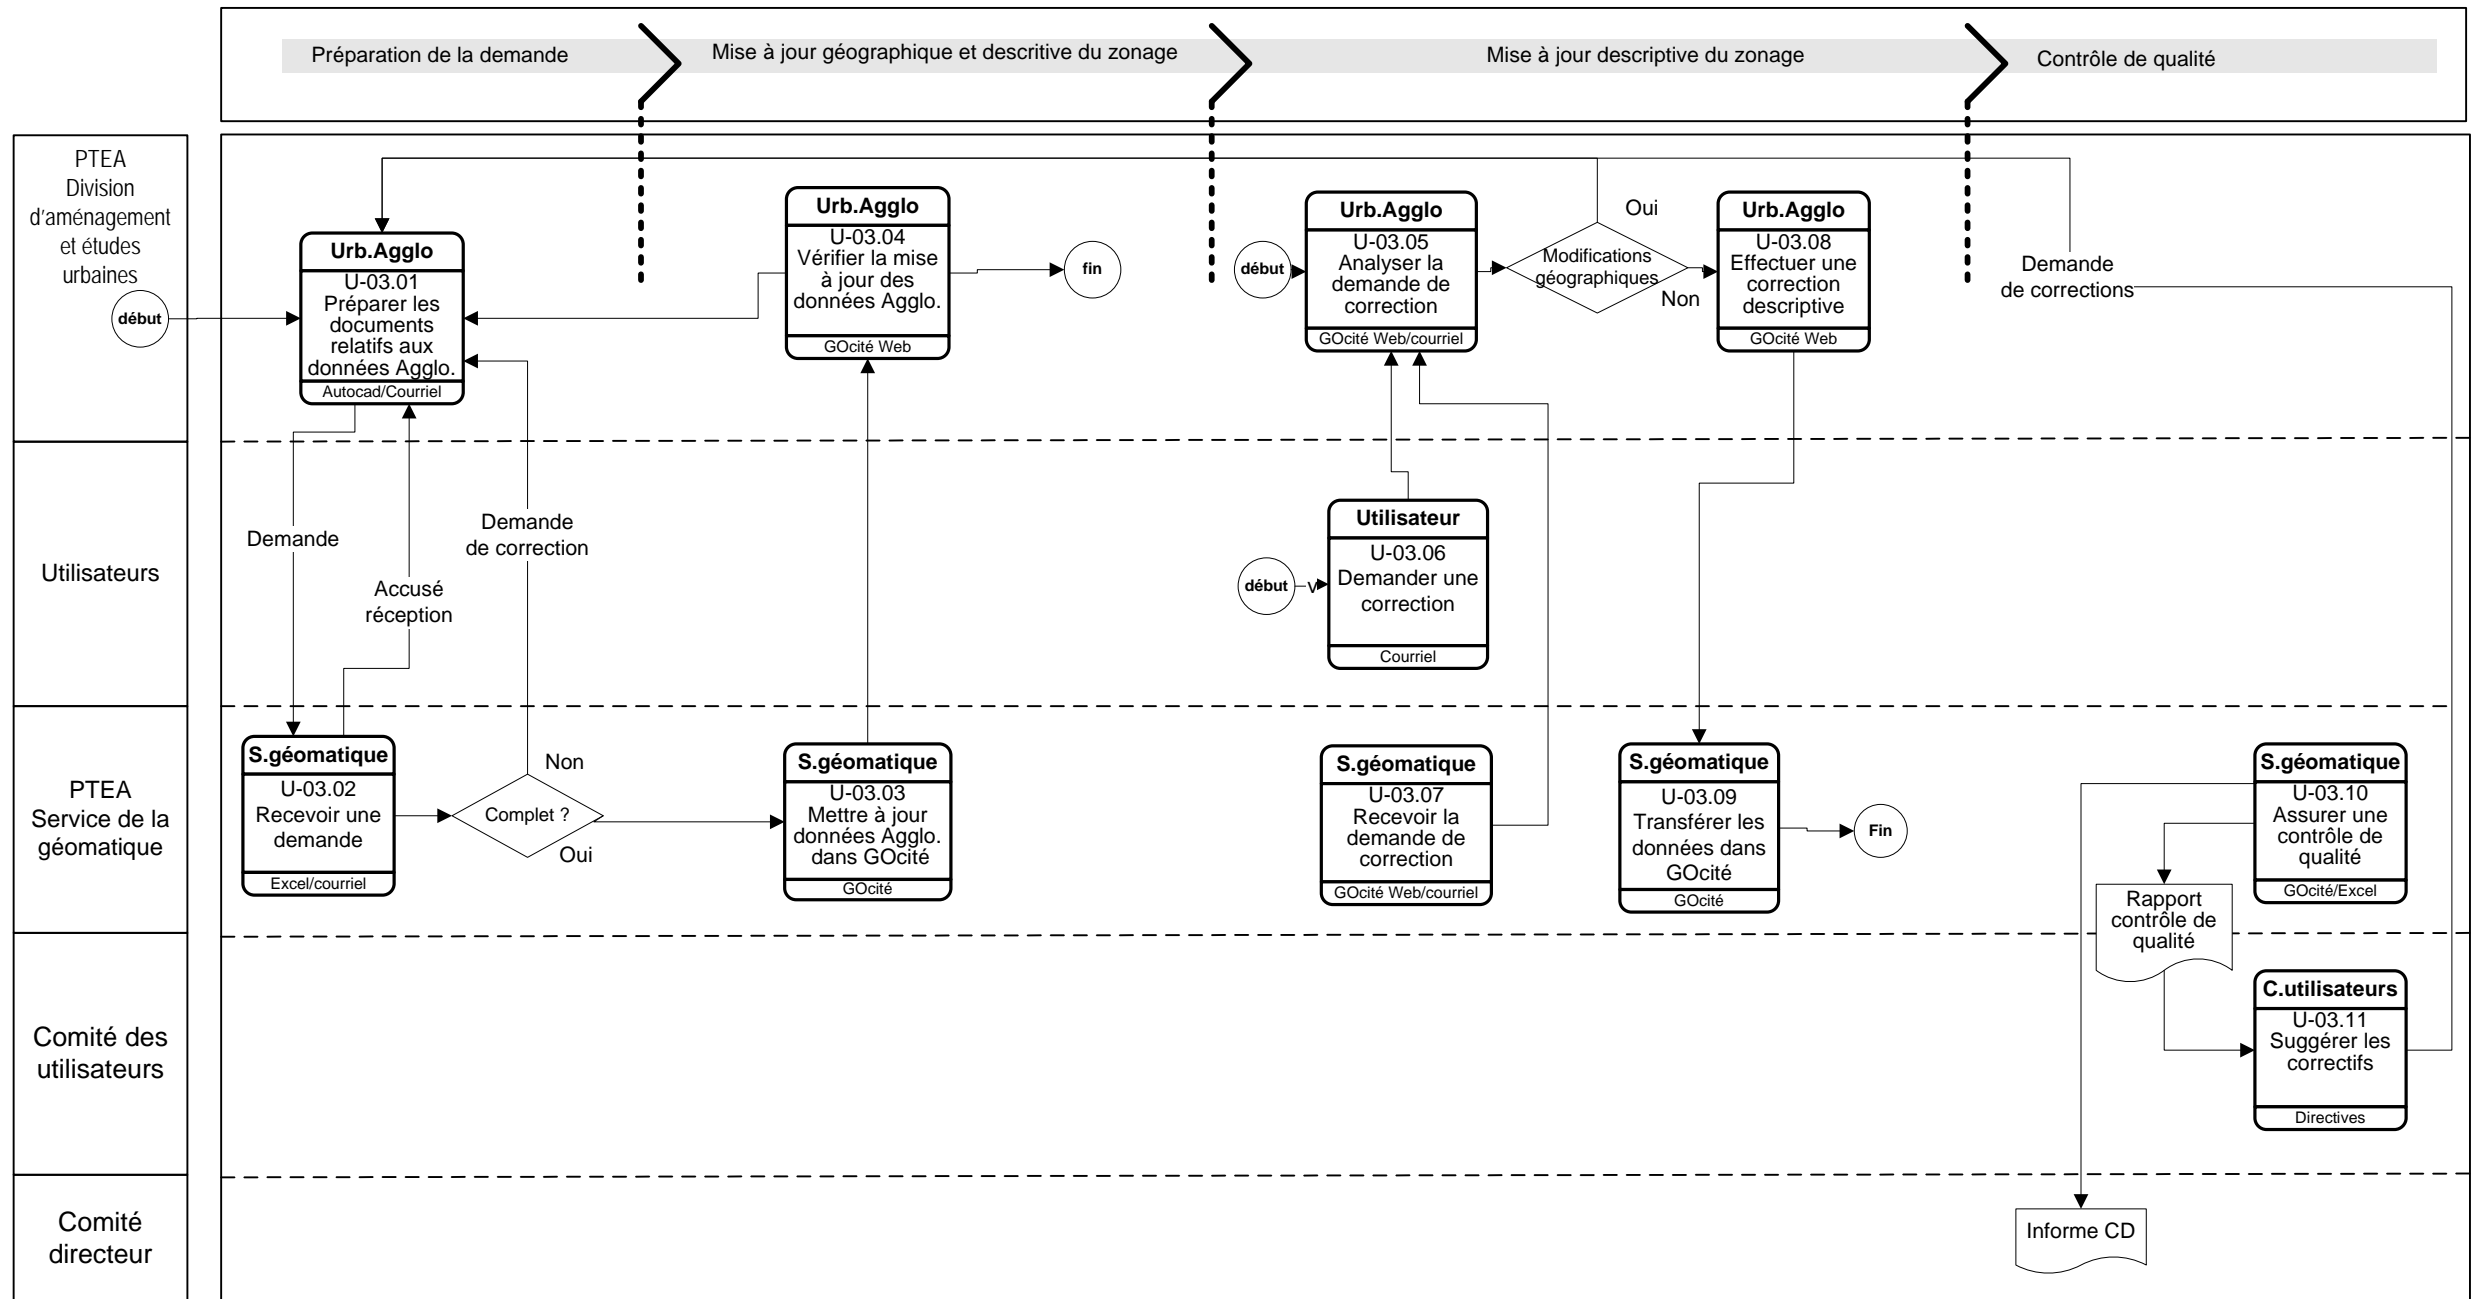 Préparation de la demande
Mise à jour géographique et descritive du zonage
Mise à jour descriptive du zonage
Contrôle de qualité
PTEA
Division
d'aménagement
et études
urbaines
début
Urb.Agglo
U-03.01
Préparer les
documents
relatifs aux
données Agglo.
Autocad/Courriel
Urb.Agglo
U-03.04
Vérifier la mise
à jour des
données Agglo.
GOcité Web
fin
début
Urb.Agglo
U-03.05
Analyser la
demande de
correction
GOcité Web/courriel
Modifications
géographiques
Oui
Non
Urb.Agglo
U-03.08
Effectuer une
correction
descriptive
GOcité Web
Demande
de corrections
Utilisateurs
Demande
Accusé
réception
Demande
de correction
début
v
Utilisateur
U-03.06
Demander une
correction
Courriel
PTEA
Service de la
géomatique
S.géomatique
U-03.02
Recevoir une
demande
Excel/courriel
Complet ?
Non
Oui
S.géomatique
U-03.03
Mettre à jour
données Agglo.
dans GOcité
GOcité
S.géomatique
U-03.07
Recevoir la
demande de
correction
GOcité Web/courriel
S.géomatique
U-03.09
Transférer les
données dans
GOcité
GOcité
Fin
S.géomatique
U-03.10
Assurer une
contrôle de
qualité
GOcité/Excel
Rapport
contrôle de
qualité
Comité des
utilisateurs
C.utilisateurs
U-03.11
Suggérer les
correctifs
Directives
Comité
directeur
Informe CD